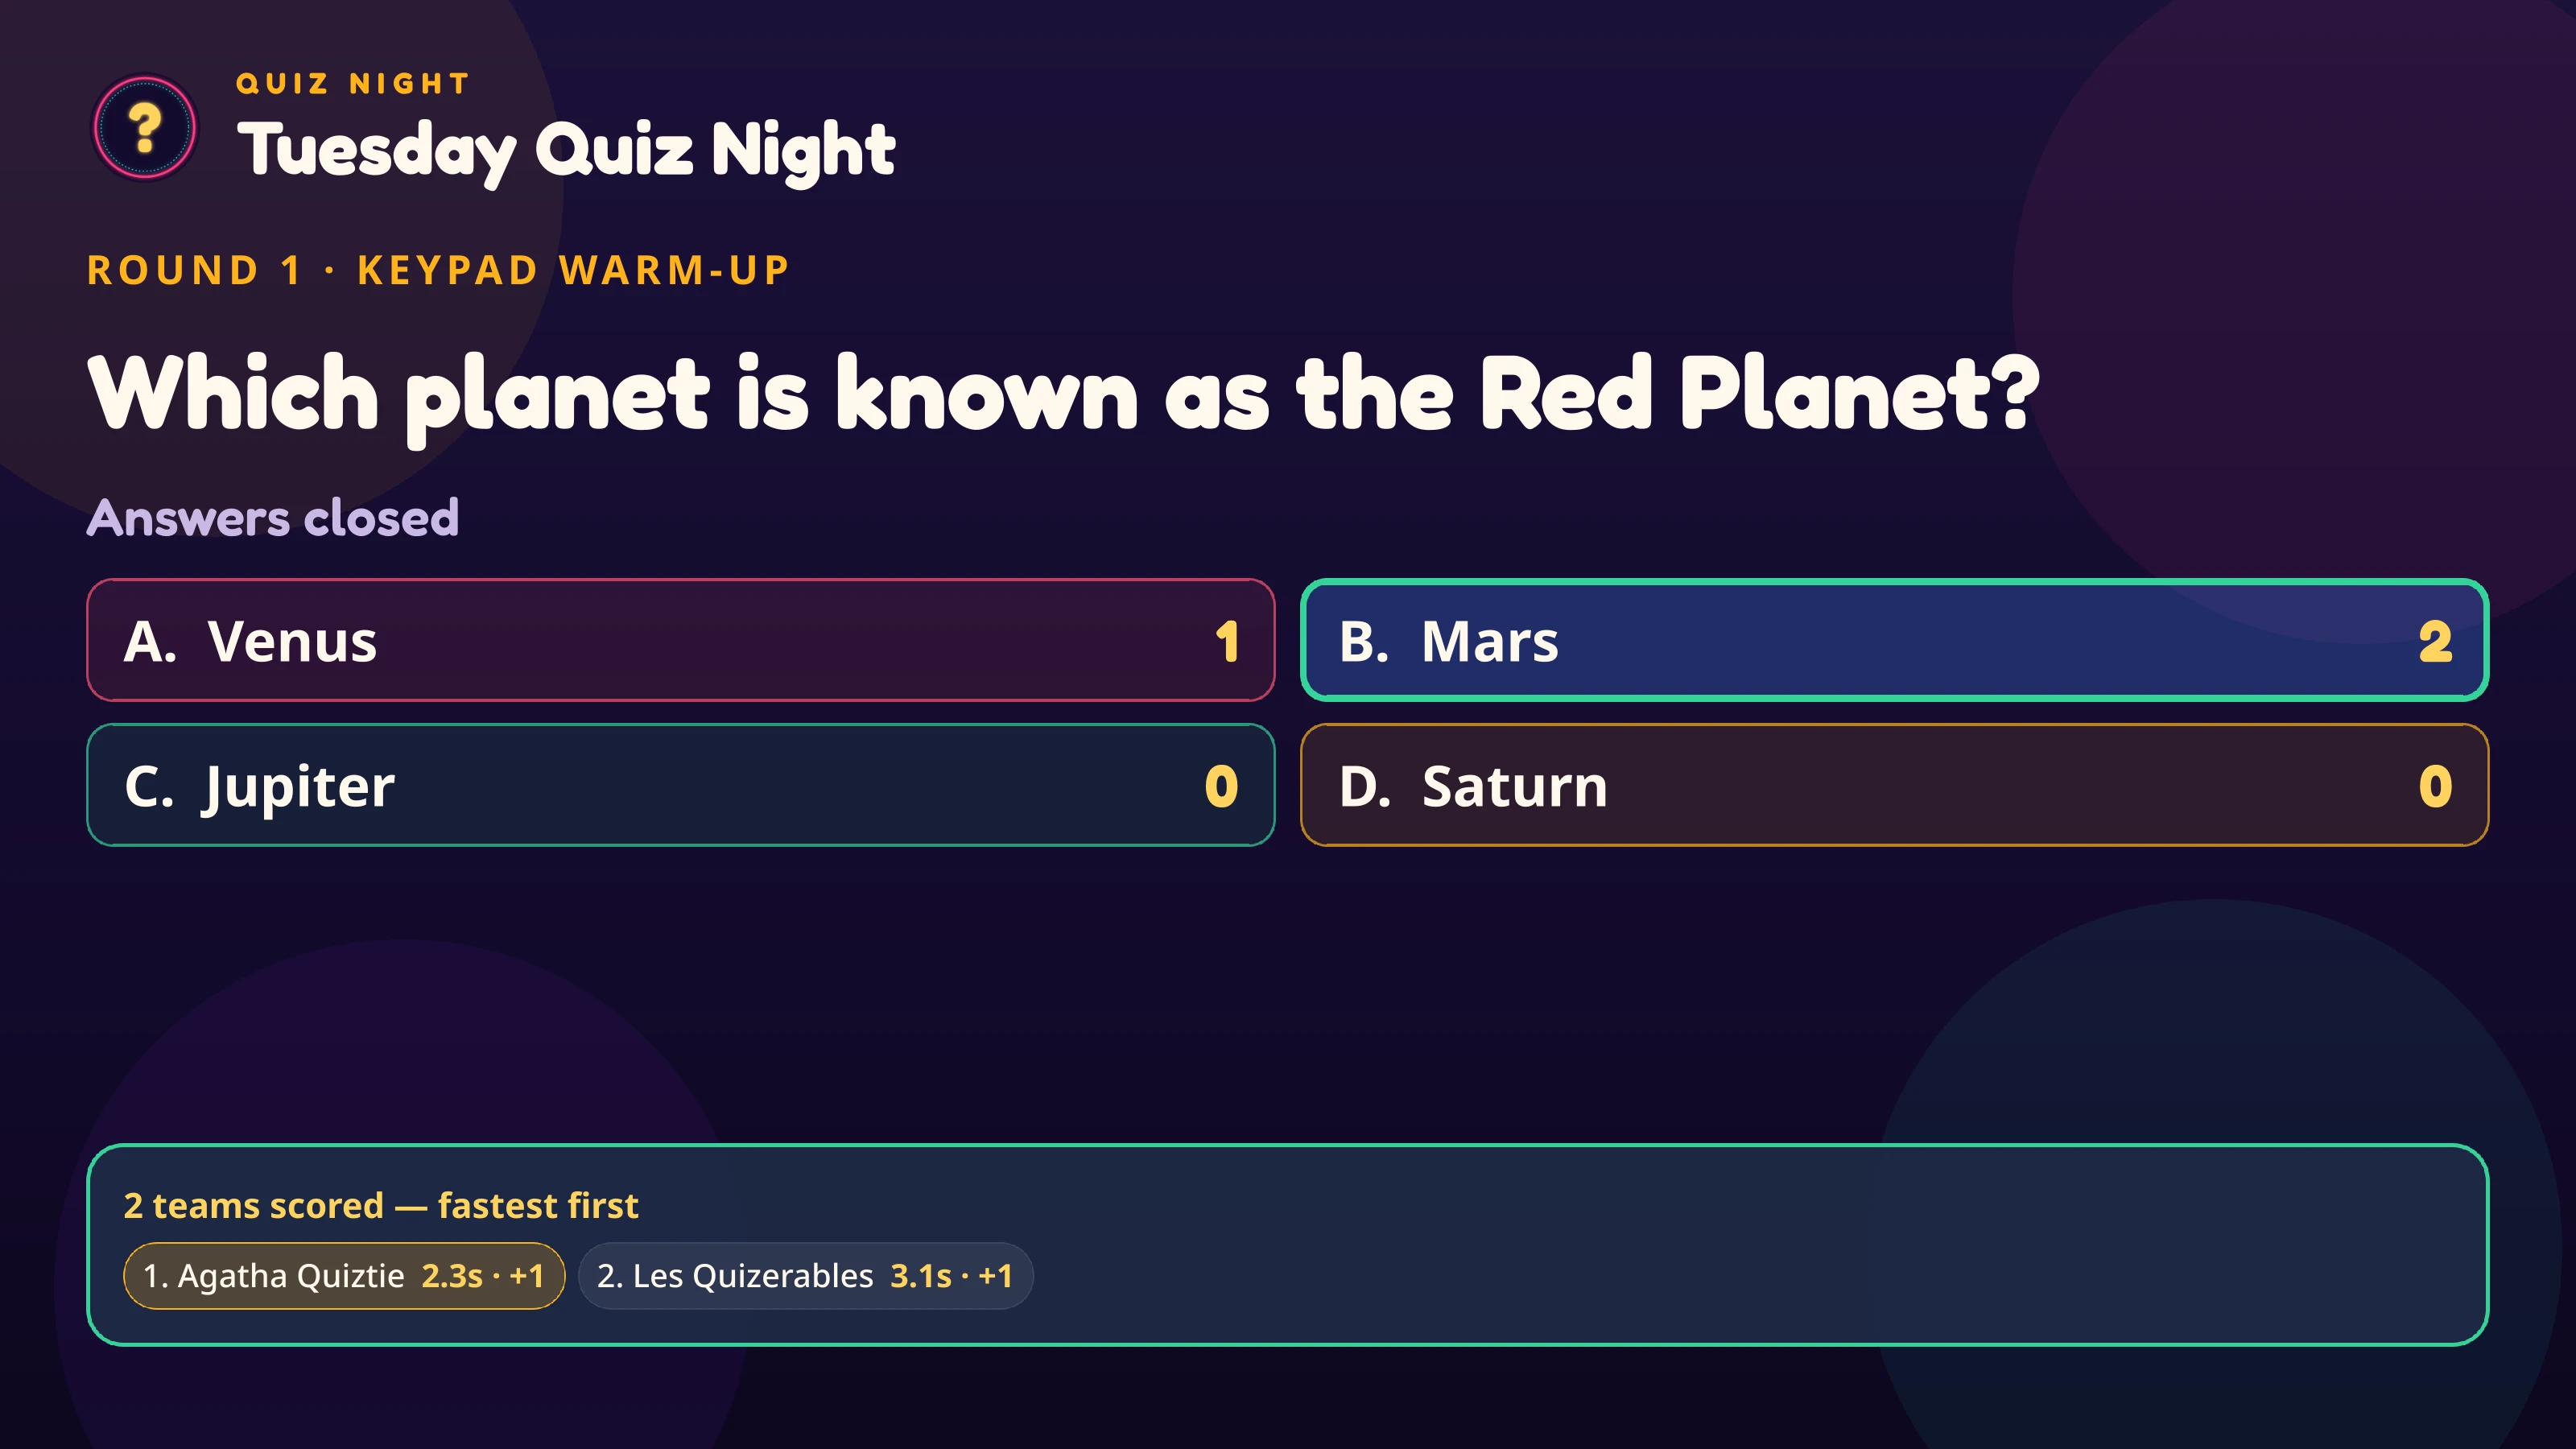 ?
QUIZ NIGHT
Tuesday Quiz Night
ROUND 1 · KEYPAD WARM-UP
Which planet is known as the Red Planet?
Answers closed
A. Venus 1
B. Mars 2
C. Jupiter 0
D. Saturn 0
2 teams scored — fastest first
1. Agatha Quiztie 2.3s · +1
2. Les Quizerables 3.1s · +1